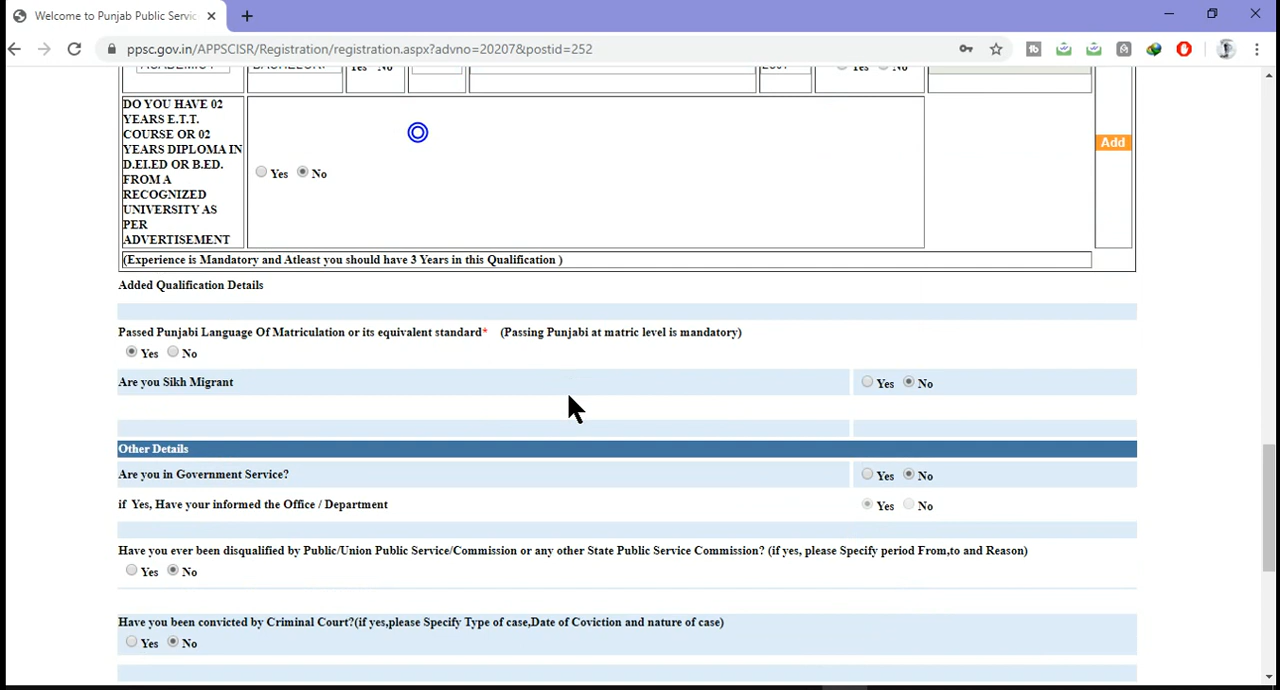 Welcome to Punjab Public Servic
ppsc.gov.in/APPSCISR/Registration/registration.aspx?advno=20207&postid=252
Yes No Yes No
DO YOU HAVE 02
YEARS E.T.T.
COURSE OR 02
YEARS DIPLOMA IN
D.El.ED OR B.ED.
FROM A
RECOGNIZED
UNIVERSITY AS
PER
ADVERTISEMENT
Yes No
Add
(Experience is Mandatory and Atleast you should have 3 Years in this Qualification )
Added Qualification Details
Passed Punjabi Language Of Matriculation or its equivalent standard* (Passing Punjabi at matric level is mandatory)
Yes No
Are you Sikh Migrant Yes No
Other Details
Are you in Government Service? Yes No
if Yes, Have your informed the Office / Department Yes No
Have you ever been disqualified by Public/Union Public Service/Commission or any other State Public Service Commission? (if yes, please Specify period From,to and Reason)
Yes No
Have you been convicted by Criminal Court?(if yes,please Specify Type of case,Date of Coviction and nature of case)
Yes No